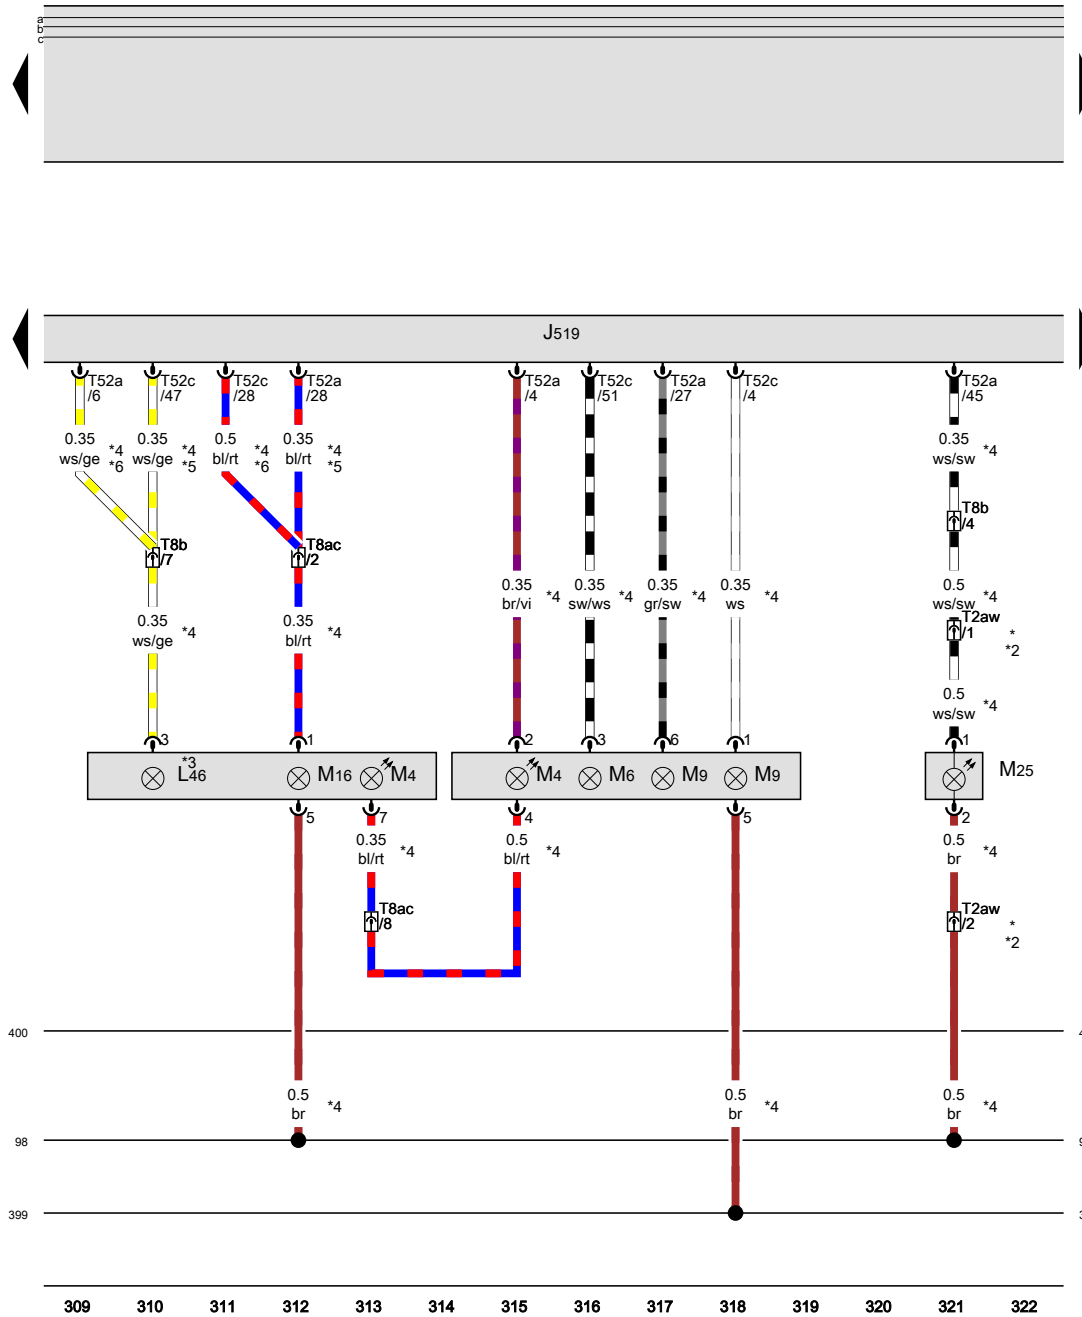 a
b
c
J519
T52a T52c T52c T52a T52a T52c T52a T52c T52a
/6 /47 /28 /28 /4 /51 /27 /4 /45
0.35 0.35 0.5 0.35 0.35
ws/ge *4 ws/ge *4 bl/rt *4 bl/rt *4 ws/sw *4
*6 *5 *6 *5
T8b
/4
T8b T8ac
/7 /2
0.35 0.35 0.35 0.35 0.5
br/vi *4 sw/ws *4 gr/sw *4 ws *4 ws/sw *4
0.35 0.35 T2aw
ws/ge *4 bl/rt *4 /1 *
*2
0.5
ws/sw *4
3 1 2 3 6 1 1
*3
L46 M16 M4 M4 M6 M9 M9 M25
5 7 4 5 2
0.35 0.5 0.5
bl/rt *4 bl/rt *4 br *4
T8ac T2aw
/8 /2 *
*2
400 4
0.5 0.5 0.5
br *4 br *4 br *4
98 9
399 3
309 310 311 312 313 314 315 316 317 318 319 320 321 322